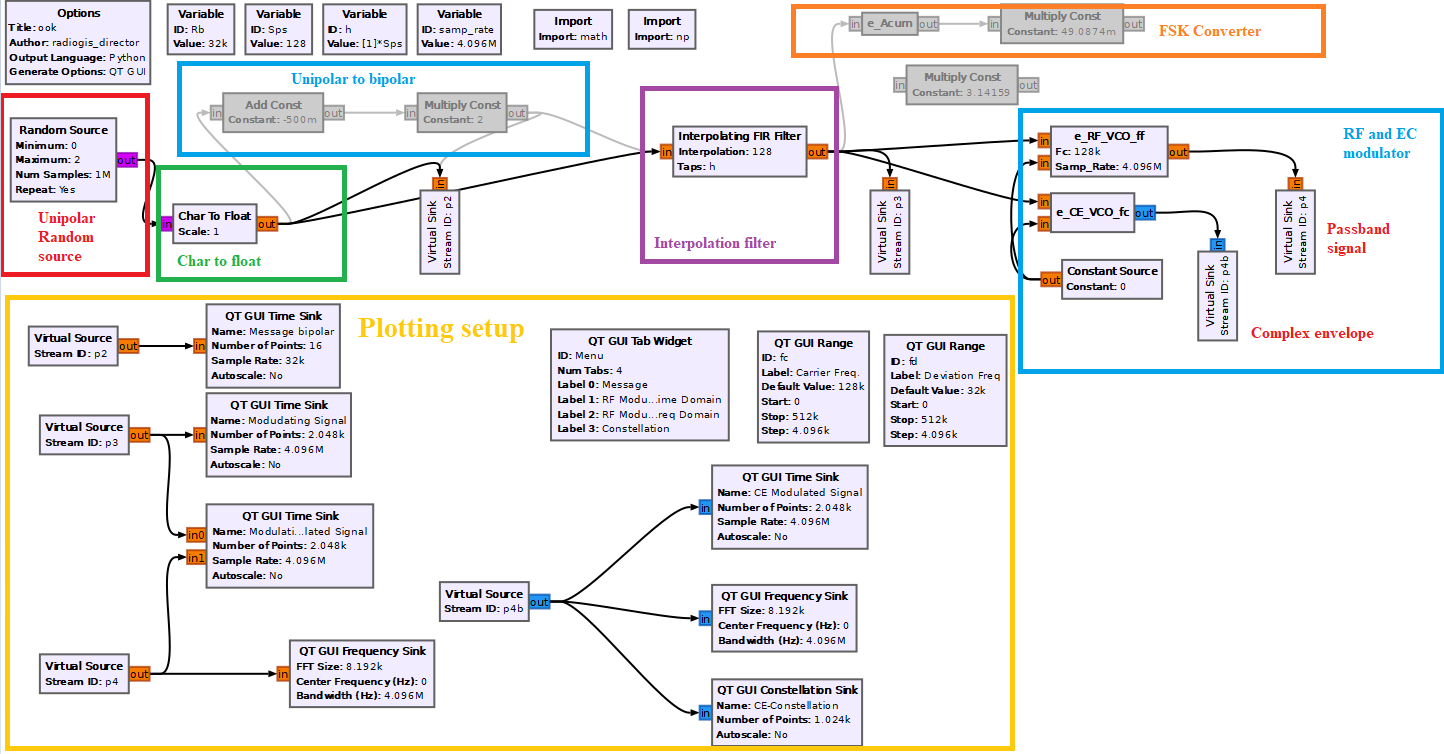 Options
Title: ook
Author: radiogis_director
Output Language: Python
Generate Options: QT GUI
Variable
ID: Rb
Value: 32k
Variable
ID: Sps
Value: 128
Variable
ID: h
Value: [1]*Sps
Variable
ID: samp_rate
Value: 4.096M
Import
Import: math
Import
Import: np
in
e_Acum
out
in
Multiply Const
Constant: 49.0874m
out
FSK Converter
in
Multiply Const
Constant: 3.14159
out
Unipolar to bipolar
in
Add Const
Constant: -500m
out
in
Multiply Const
Constant: 2
out
Random Source
Minimum: 0
Maximum: 2
Num Samples: 1M
Repeat: Yes
out
Unipolar
Random
source
in
Char To Float
Scale: 1
out
Char to float
in
Virtual Sink
Stream ID: p2
in
Interpolating FIR Filter
Interpolation: 128
Taps: h
out
Interpolation filter
in
Virtual Sink
Stream ID: p3
in
in
e_RF_VCO_ff
Fc: 128k
Samp_Rate: 4.096M
out
RF and EC
modulator
in
in
e_CE_VCO_fc
out
out
Constant Source
Constant: 0
in
Virtual Sink
Stream ID: p4b
in
Virtual Sink
Stream ID: p4
Passband
signal
Complex envelope
Plotting setup
Virtual Source
Stream ID: p2
out
in
QT GUI Time Sink
Name: Message bipolar
Number of Points: 16
Sample Rate: 32k
Autoscale: No
Virtual Source
Stream ID: p3
out
in
QT GUI Time Sink
Name: Modudating Signal
Number of Points: 2.048k
Sample Rate: 4.096M
Autoscale: No
in0
in1
QT GUI Time Sink
Name: Modulati...lated Signal
Number of Points: 2.048k
Sample Rate: 4.096M
Autoscale: No
Virtual Source
Stream ID: p4
out
in
QT GUI Frequency Sink
FFT Size: 8.192k
Center Frequency (Hz): 0
Bandwidth (Hz): 4.096M
QT GUI Tab Widget
ID: Menu
Num Tabs: 4
Label 0: Message
Label 1: RF Modu...ime Domain
Label 2: RF Modu...req Domain
Label 3: Constellation
QT GUI Range
ID: fc
Label: Carrier Freq.
Default Value: 128k
Start: 0
Stop: 512k
Step: 4.096k
QT GUI Range
ID: fd
Label: Deviation Freq
Default Value: 32k
Start: 0
Stop: 512k
Step: 4.096k
Virtual Source
Stream ID: p4b
out
in
QT GUI Time Sink
Name: CE Modulated Signal
Number of Points: 2.048k
Sample Rate: 4.096M
Autoscale: No
in
QT GUI Frequency Sink
FFT Size: 8.192k
Center Frequency (Hz): 0
Bandwidth (Hz): 4.096M
in
QT GUI Constellation Sink
Name: CE-Constellation
Number of Points: 1.024k
Autoscale: No